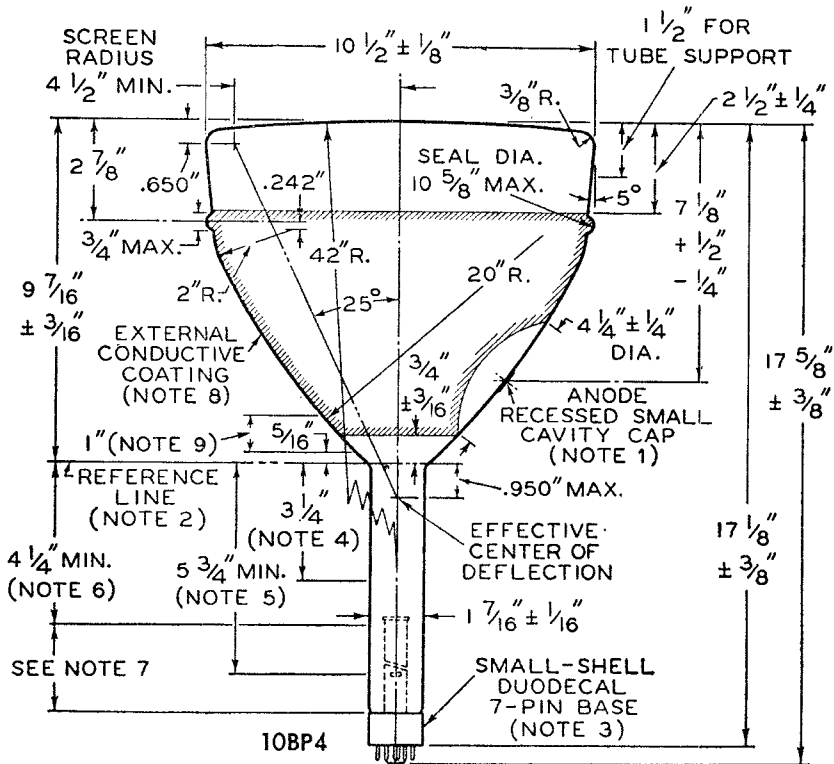 SCREEN
RADIUS
4 1/2" MIN.
10 1/2" ± 1/8"
1 1/2" FOR
TUBE SUPPORT
3/8" R.
2 1/2" ± 1/4"
2 7/8"
.650"
.242"
SEAL DIA.
10 5/8" MAX.
5°
7 1/8"
+ 1/2"
- 1/4"
3/4" MAX.
42" R.
20" R.
2" R.
25°
9 7/16"
± 3/16"
EXTERNAL
CONDUCTIVE
COATING
(NOTE 8)
4 1/4" ± 1/4"
DIA.
3/4"
± 3/16"
17 5/8"
± 3/8"
ANODE
RECESSED SMALL
CAVITY CAP
(NOTE 1)
1" (NOTE 9)
5/16"
REFERENCE
LINE
(NOTE 2)
.950" MAX.
3 1/4"
(NOTE 4)
EFFECTIVE
CENTER OF
DEFLECTION
17 1/8"
± 3/8"
4 1/4" MIN.
(NOTE 6)
5 3/4" MIN.
(NOTE 5)
1 7/16" ± 1/16"
SEE NOTE 7
SMALL-SHELL
DUODECAL
7-PIN BASE
(NOTE 3)
10BP4